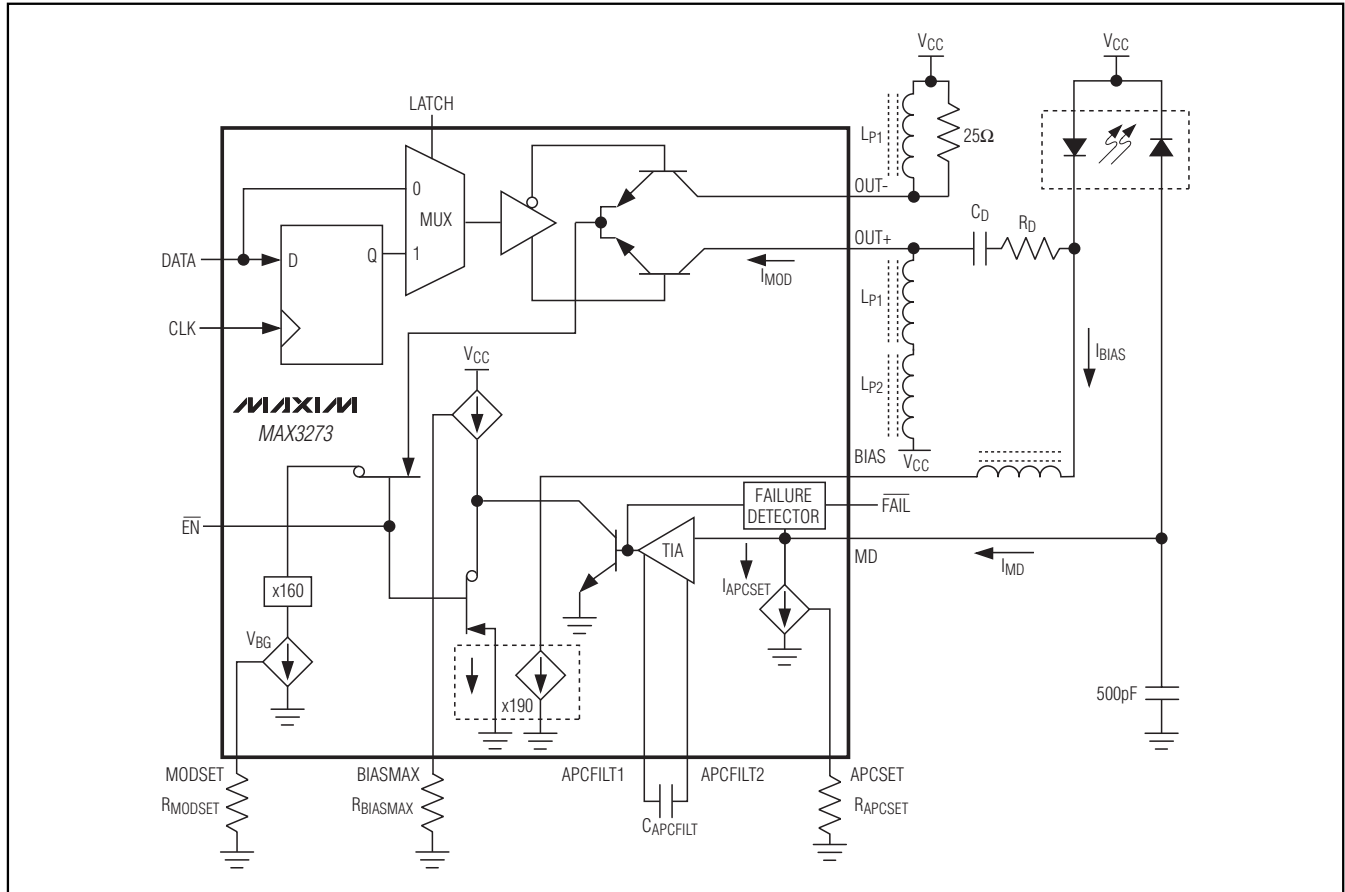 VCC
VCC
LATCH
LP1
25Ω
OUT-
0
MUX
CD
RD
OUT+
DATA
D
Q
1
IMOD
LP1
CLK
VCC
IBIAS
LP2
MAXIM
MAX3273
BIAS
VCC
FAILURE
DETECTOR
FAIL
EN
TIA
MD
IMD
IAPCSET
x160
VBG
x190
500pF
MODSET
BIASMAX
APCFILT1
APCFILT2
APCSET
RMODSET
RBIASMAX
CAPCFILT
RAPCSET